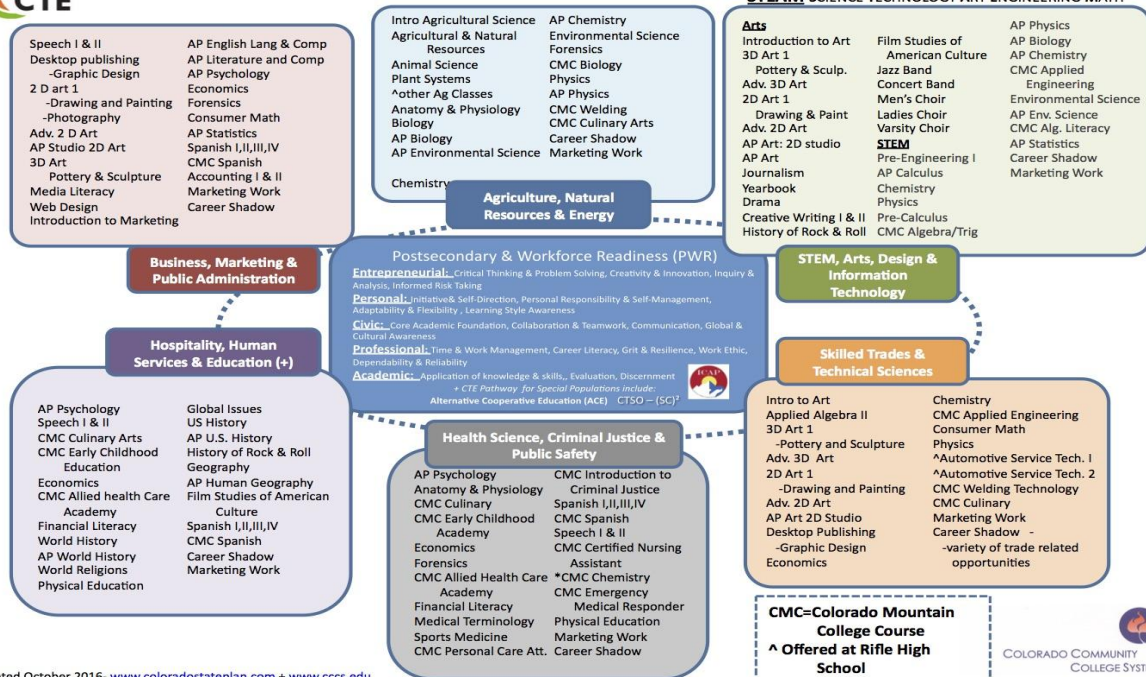 CTE
STEAM: SCIENCE TECHNOLOGY ART ENGINEERING MATH
Speech I & II
Desktop publishing
-Graphic Design
2 D art 1
-Drawing and Painting
-Photography
Adv. 2 D Art
AP Studio 2D Art
3D Art
Pottery & Sculpture
Media Literacy
Web Design
Introduction to Marketing
AP English Lang & Comp
AP Literature and Comp
AP Psychology
Economics
Forensics
Consumer Math
AP Statistics
Spanish I,II,III,IV
CMC Spanish
Accounting I & II
Marketing Work
Career Shadow
Business, Marketing &
Public Administration
Intro Agricultural Science
Agricultural & Natural
Resources
Animal Science
Plant Systems
^other Ag Classes
Anatomy & Physiology
Biology
AP Biology
AP Environmental Science
Chemistry
AP Chemistry
Environmental Science
Forensics
CMC Biology
Physics
AP Physics
CMC Welding
CMC Culinary Arts
Career Shadow
Marketing Work
Agriculture, Natural
Resources & Energy
Arts
Introduction to Art
3D Art 1
Pottery & Sculp.
Adv. 3D Art
2D Art 1
Drawing & Paint
Adv. 2D Art
AP Art: 2D studio
AP Art
Journalism
Yearbook
Drama
Creative Writing I & II
History of Rock & Roll
Film Studies of
American Culture
Jazz Band
Concert Band
Men's Choir
Ladies Choir
Varsity Choir
STEM
Pre-Engineering I
AP Calculus
Chemistry
Physics
Pre-Calculus
CMC Algebra/Trig
AP Physics
AP Biology
AP Chemistry
CMC Applied
Engineering
Environmental Science
AP Env. Science
CMC Alg. Literacy
AP Statistics
Career Shadow
Marketing Work
STEM, Arts, Design &
Information
Technology
Postsecondary & Workforce Readiness (PWR)
Entrepreneurial: Critical Thinking & Problem Solving, Creativity & Innovation, Inquiry &
Analysis, Informed Risk Taking
Personal: Initiative& Self-Direction, Personal Responsibility & Self-Management,
Adaptability & Flexibility , Learning Style Awareness
Civic: Core Academic Foundation, Collaboration & Teamwork, Communication, Global &
Cultural Awareness
Professional: Time & Work Management, Career Literacy, Grit & Resilience, Work Ethic,
Dependability & Reliability
Academic: Application of knowledge & skills,, Evaluation, Discernment
+ CTE Pathway for Special Populations include:
Alternative Cooperative Education (ACE) CTSO – (SC)²
ICAP
Hospitality, Human
Services & Education (+)
AP Psychology
Speech I & II
CMC Culinary Arts
CMC Early Childhood
Education
Economics
CMC Allied health Care
Academy
Financial Literacy
World History
AP World History
World Religions
Physical Education
Global Issues
US History
AP U.S. History
History of Rock & Roll
Geography
AP Human Geography
Film Studies of American
Culture
Spanish I,II,III,IV
CMC Spanish
Career Shadow
Marketing Work
Health Science, Criminal Justice &
Public Safety
AP Psychology
Anatomy & Physiology
CMC Culinary
CMC Early Childhood
Academy
Economics
Forensics
CMC Allied Health Care
Academy
Financial Literacy
Medical Terminology
Sports Medicine
CMC Personal Care Att.
CMC Introduction to
Criminal Justice
Spanish I,II,III,IV
CMC Spanish
Speech I & II
CMC Certified Nursing
Assistant
*CMC Chemistry
CMC Emergency
Medical Responder
Physical Education
Marketing Work
Career Shadow
Skilled Trades &
Technical Sciences
Intro to Art
Applied Algebra II
3D Art 1
-Pottery and Sculpture
Adv. 3D Art
2D Art 1
-Drawing and Painting
Adv. 2D Art
AP Art 2D Studio
Desktop Publishing
-Graphic Design
Economics
Chemistry
CMC Applied Engineering
Consumer Math
Physics
^Automotive Service Tech. I
^Automotive Service Tech. 2
CMC Welding Technology
CMC Culinary
Marketing Work
Career Shadow -
-variety of trade related
opportunities
CMC=Colorado Mountain
College Course
^ Offered at Rifle High
School
COLORADO COMMUNITY
COLLEGE SYST
ted October 2016- www.coloradostateplan.com + www.cccs.edu